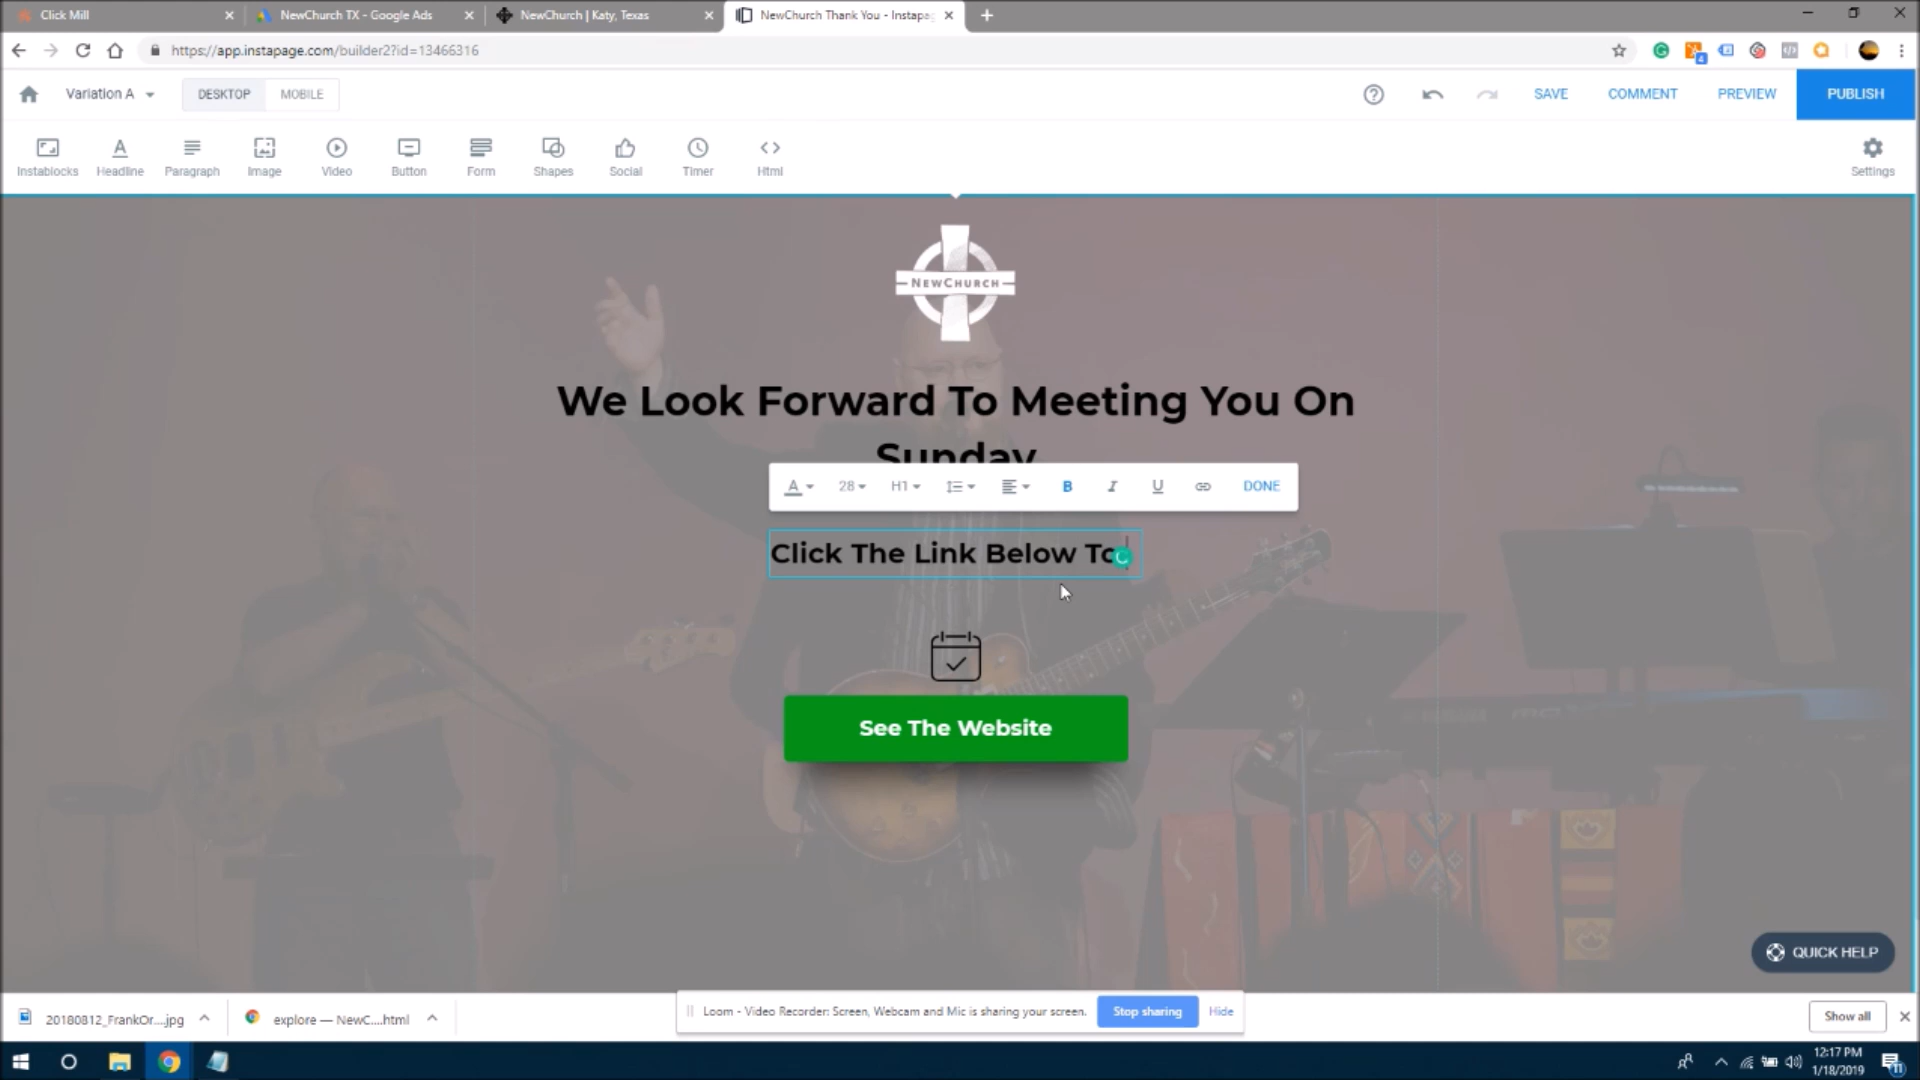 Click Mill
NewChurch TX - Google Ads
NewChurch | Katy, Texas
NewChurch Thank You - Instapag
https://app.instapage.com/builder2?id=13466316
Variation A
DESKTOP
MOBILE
SAVE
COMMENT
PREVIEW
PUBLISH
Instablocks
Headline
Paragraph
Image
Video
Button
Form
Shapes
Social
Timer
Html
Settings
NEWCHURCH
We Look Forward To Meeting You On
Sunday
A
28
H1
B
I
U
DONE
Click The Link Below To
See The Website
QUICK HELP
Loom - Video Recorder: Screen, Webcam and Mic is sharing your screen.
Stop sharing
Hide
20180812_FrankOr....jpg
explore — NewC....html
Show all
12:17 PM
1/18/2019